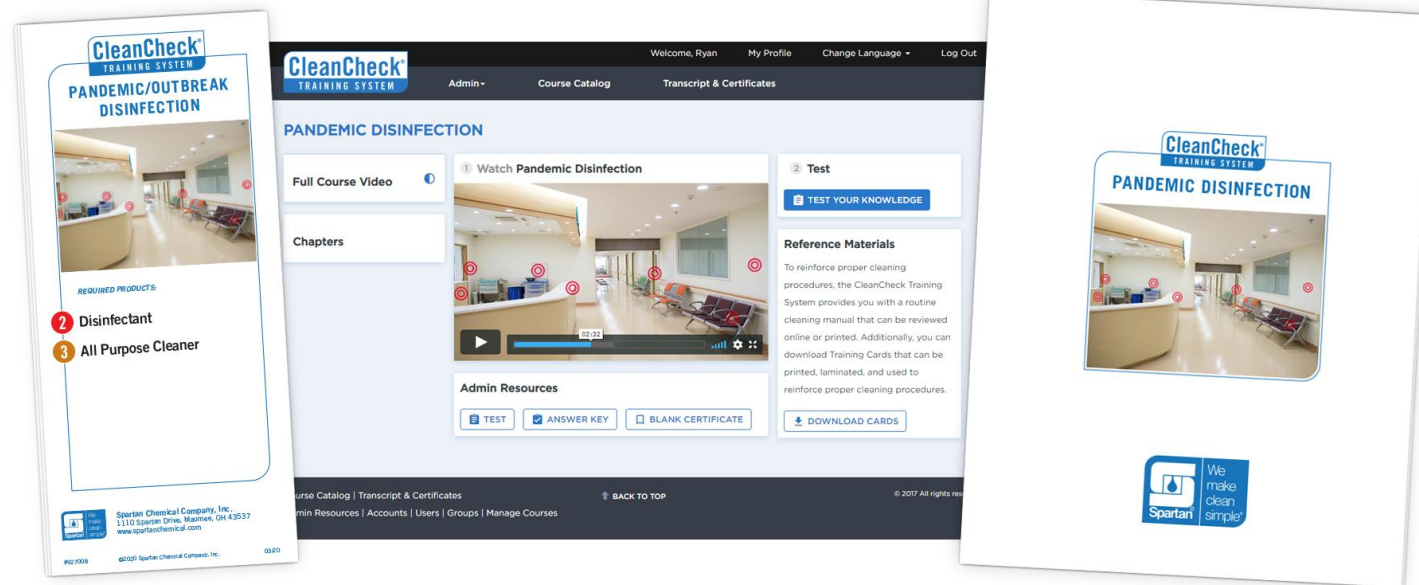 CleanCheck®
TRAINING SYSTEM
PANDEMIC/OUTBREAK
DISINFECTION
REQUIRED PRODUCTS:
2 Disinfectant
3 All Purpose Cleaner
Spartan
We
make
clean
simple®
Spartan Chemical Company, Inc.
1110 Spartan Drive, Maumee, OH 43537
www.spartanchemical.com
#927008 ©2020 Spartan Chemical Company, Inc. 03/20
Welcome, Ryan My Profile Change Language Log Out
CleanCheck®
TRAINING SYSTEM
Admin Course Catalog Transcript & Certificates
PANDEMIC DISINFECTION
Full Course Video
Chapters
1 Watch Pandemic Disinfection
02:32
Admin Resources
TEST ANSWER KEY BLANK CERTIFICATE
2 Test
TEST YOUR KNOWLEDGE
Reference Materials
To reinforce proper cleaning
procedures, the CleanCheck Training
System provides you with a routine
cleaning manual that can be reviewed
online or printed. Additionally, you can
download Training Cards that can be
printed, laminated, and used to
reinforce proper cleaning procedures.
DOWNLOAD CARDS
urse Catalog | Transcript & Certificates BACK TO TOP © 2017 All rights res
min Resources | Accounts | Users | Groups | Manage Courses
CleanCheck®
TRAINING SYSTEM
PANDEMIC DISINFECTION
Spartan
We
make
clean
simple®